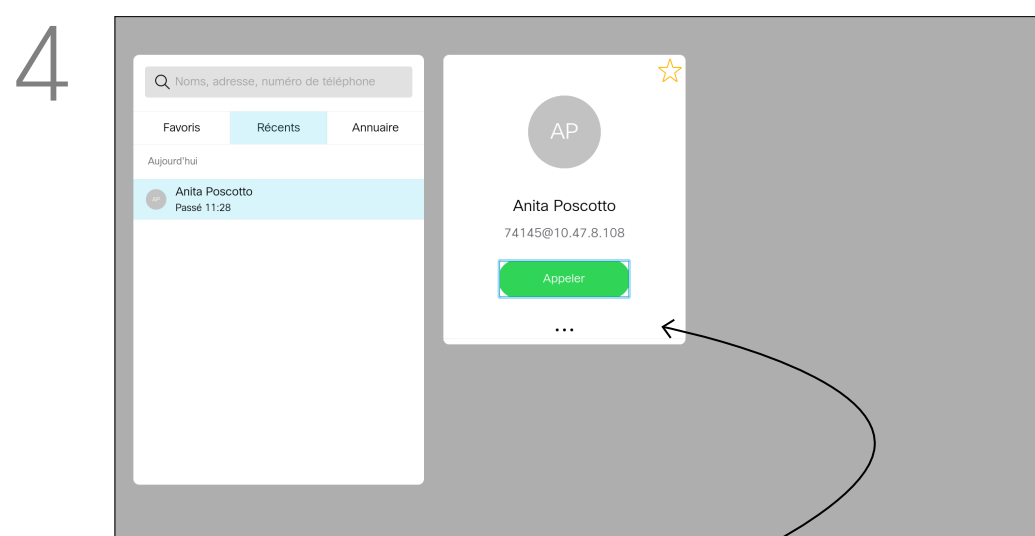 4
Noms, adresse, numéro de téléphone
Favoris Récents Annuaire
Aujourd'hui
AP
Anita Poscotto
Passé 11:28
AP
Anita Poscotto
74145@10.47.8.108
Appeler
...